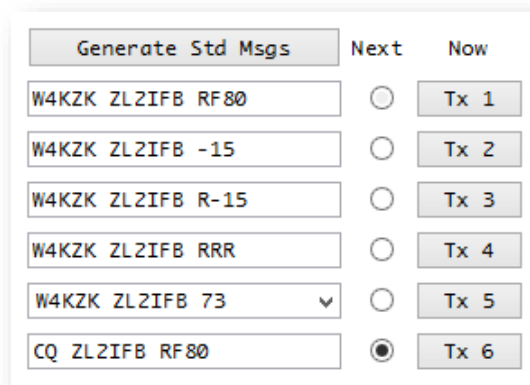 Generate Std Msgs Next Now
W4KZK ZL2IFB RF80 Tx 1
W4KZK ZL2IFB -15 Tx 2
W4KZK ZL2IFB R-15 Tx 3
W4KZK ZL2IFB RRR Tx 4
W4KZK ZL2IFB 73 Tx 5
CQ ZL2IFB RF80 Tx 6